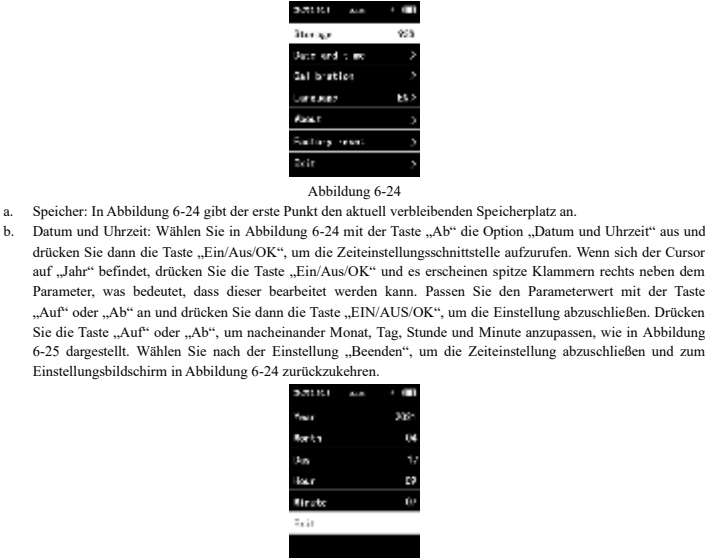 Storage
Date and time >
Calibration >
Language EN >
About >
Factory reset >
Exit >
Abbildung 6-24
a. Speicher: In Abbildung 6-24 gibt der erste Punkt den aktuell verbleibenden Speicherplatz an.
b. Datum und Uhrzeit: Wählen Sie in Abbildung 6-24 mit der Taste „Ab“ die Option „Datum und Uhrzeit“ aus und
drücken Sie dann die Taste „Ein/Aus/OK“, um die Zeiteinstellungsschnittstelle aufzurufen. Wenn sich der Cursor
auf „Jahr“ befindet, drücken Sie die Taste „Ein/Aus/OK“ und es erscheinen spitze Klammern rechts neben dem
Parameter, was bedeutet, dass dieser bearbeitet werden kann. Passen Sie den Parameterwert mit der Taste
„Auf“ oder „Ab“ an und drücken Sie dann die Taste „EIN/AUS/OK“, um die Einstellung abzuschließen. Drücken
Sie die Taste „Auf“ oder „Ab“, um nacheinander Monat, Tag, Stunde und Minute anzupassen, wie in Abbildung
6-25 dargestellt. Wählen Sie nach der Einstellung „Beenden“, um die Zeiteinstellung abzuschließen und zum
Einstellungsbildschirm in Abbildung 6-24 zurückzukehren.
Year 2021
Month 04
Day
Hour 09
Minute
Exit